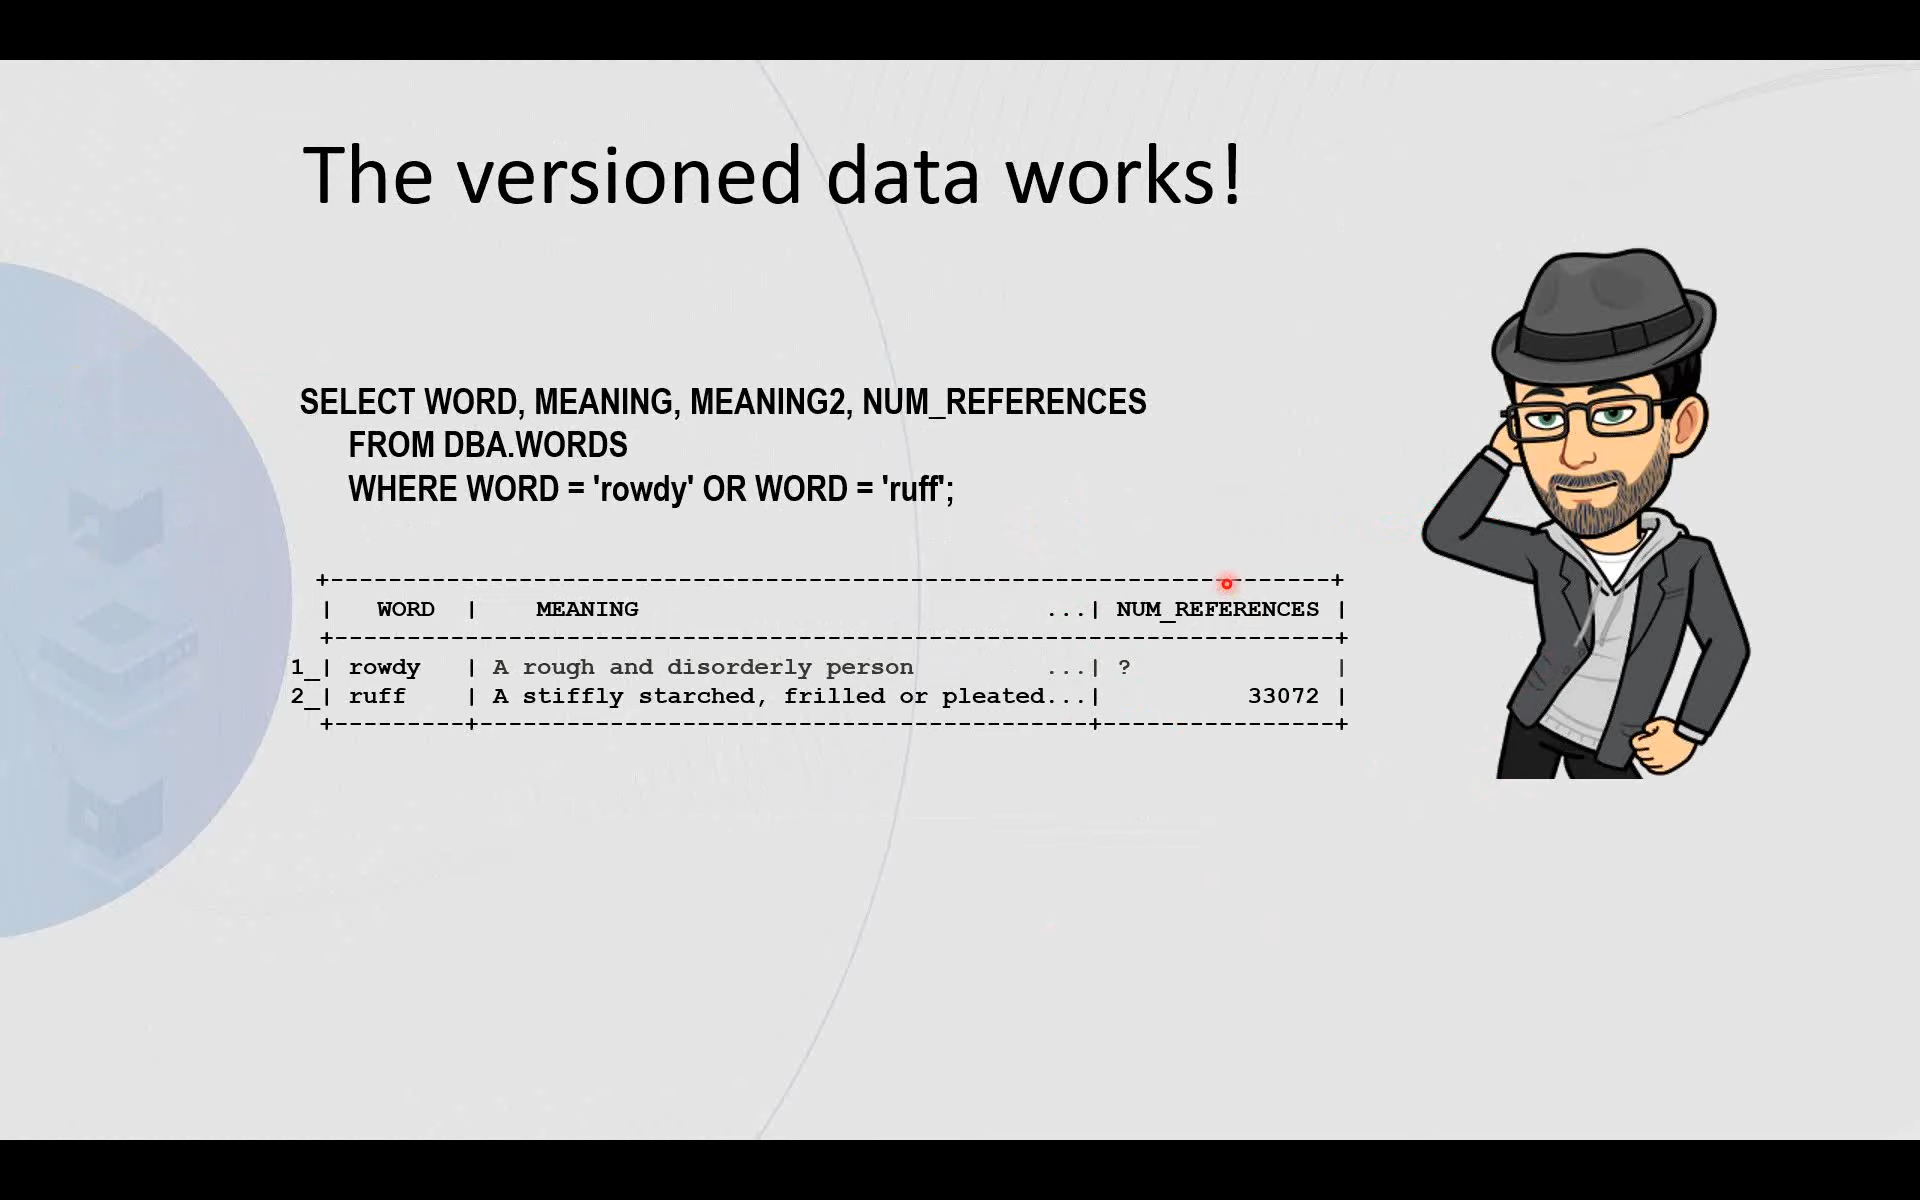 The versioned data works!
SELECT WORD, MEANING, MEANING2, NUM_REFERENCES
FROM DBA.WORDS
WHERE WORD = 'rowdy' OR WORD = 'ruff';
+----------------------------------------------------------------------+
|   WORD  |    MEANING                            ...| NUM_REFERENCES |
+----------------------------------------------------------------------+
1_| rowdy   | A rough and disorderly person         ...| ?              |
2_| ruff    | A stiffly starched, frilled or pleated...|          33072 |
+---------+------------------------------------------+----------------+